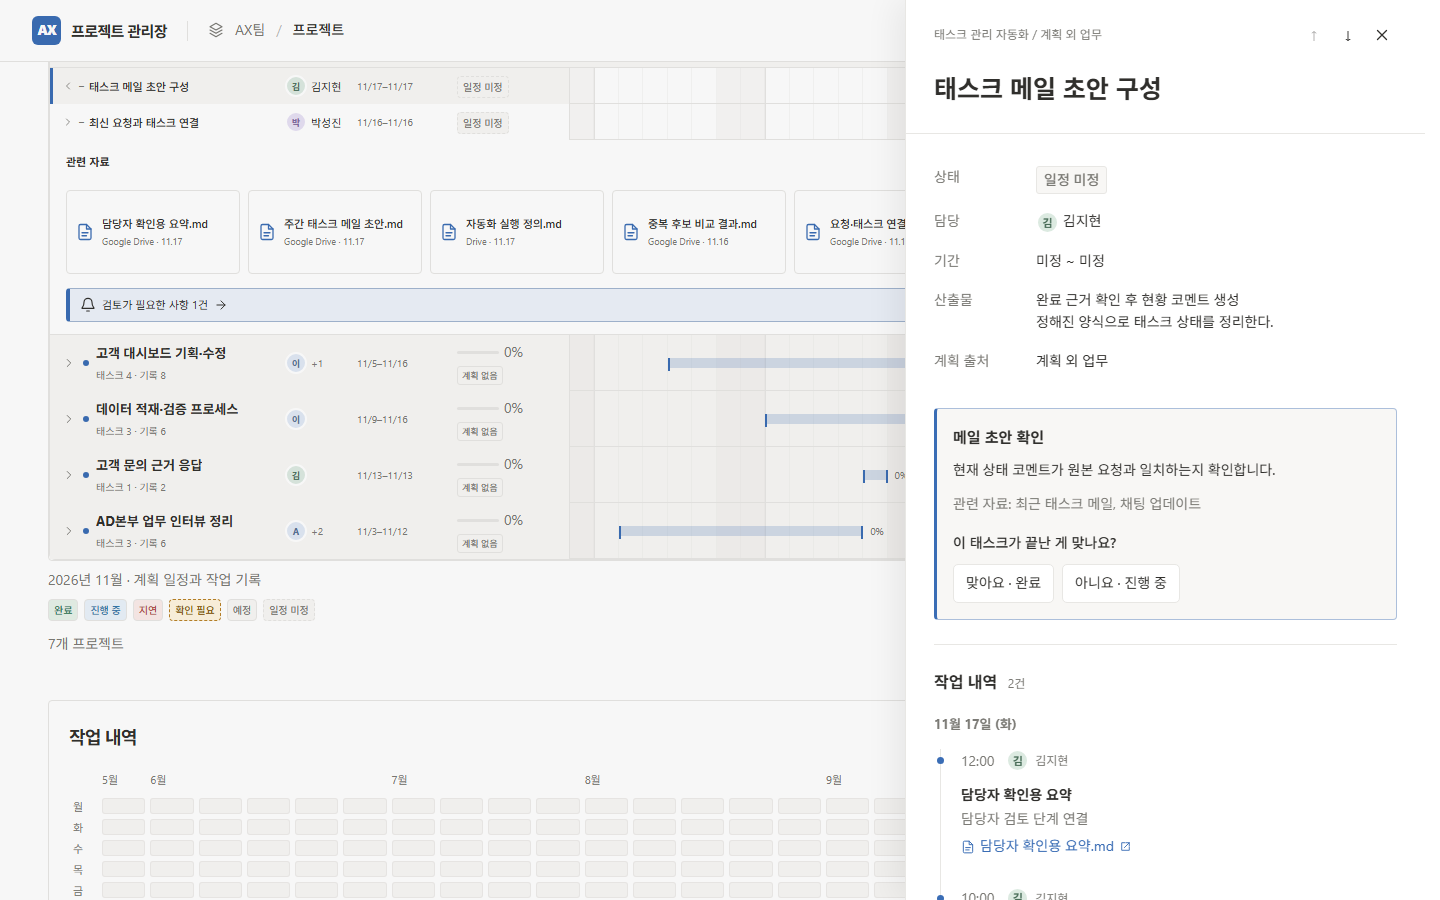 AX 프로젝트 관리장 AX팀 / 프로젝트
– 태스크 메일 초안 구성 김 김지현 11/17–11/17 일정 미정
– 최신 요청과 태스크 연결 박 박성진 11/16–11/16 일정 미정
관련 자료
담당자 확인용 요약.md
Google Drive · 11.17
주간 태스크 메일 초안.md
Google Drive · 11.17
자동화 실행 정의.md
Drive · 11.17
중복 후보 비교 결과.md
Google Drive · 11.16
요청·태스크 연결
Google Drive · 11.1
검토가 필요한 사항 1건 →
고객 대시보드 기획·수정 이 +1 11/5–11/16 0%
태스크 4 · 기록 8 계획 없음
데이터 적재·검증 프로세스 이 11/9–11/16 0%
태스크 3 · 기록 6 계획 없음
고객 문의 근거 응답 김 11/13–11/13 0% 0%
태스크 1 · 기록 2 계획 없음
AD본부 업무 인터뷰 정리 A +2 11/3–11/12 0% 0%
태스크 3 · 기록 6 계획 없음
2026년 11월 · 계획 일정과 작업 기록
완료 진행 중 지연 확인 필요 예정 일정 미정
7개 프로젝트
작업 내역
5월 6월 7월 8월 9월
월
화
수
목
금
태스크 관리 자동화 / 계획 외 업무 ↑ ↓
태스크 메일 초안 구성
상태 일정 미정
담당 김 김지현
기간 미정 ~ 미정
산출물 완료 근거 확인 후 현황 코멘트 생성
정해진 양식으로 태스크 상태를 정리한다.
계획 출처 계획 외 업무
메일 초안 확인
현재 상태 코멘트가 원본 요청과 일치하는지 확인합니다.
관련 자료: 최근 태스크 메일, 채팅 업데이트
이 태스크가 끝난 게 맞나요?
맞아요 · 완료 아니요 · 진행 중
작업 내역 2건
11월 17일 (화)
12:00 김 김지현
담당자 확인용 요약
담당자 검토 단계 연결
담당자 확인용 요약.md
10:00 김 김지현